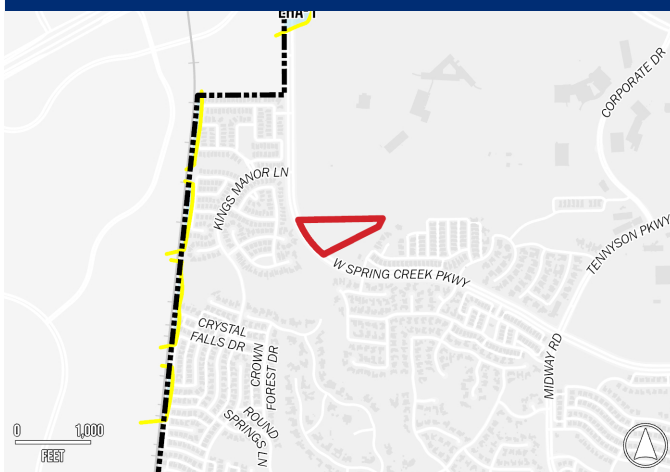 CORPORATE DR
KINGS MANOR LN
TENNYSON PKWY
W SPRING CREEK PKWY
CRYSTAL
FALLS DR
CROWN
FOREST DR
MIDWAY RD
ROUND
SPRINGS LN
0 1,000
FEET